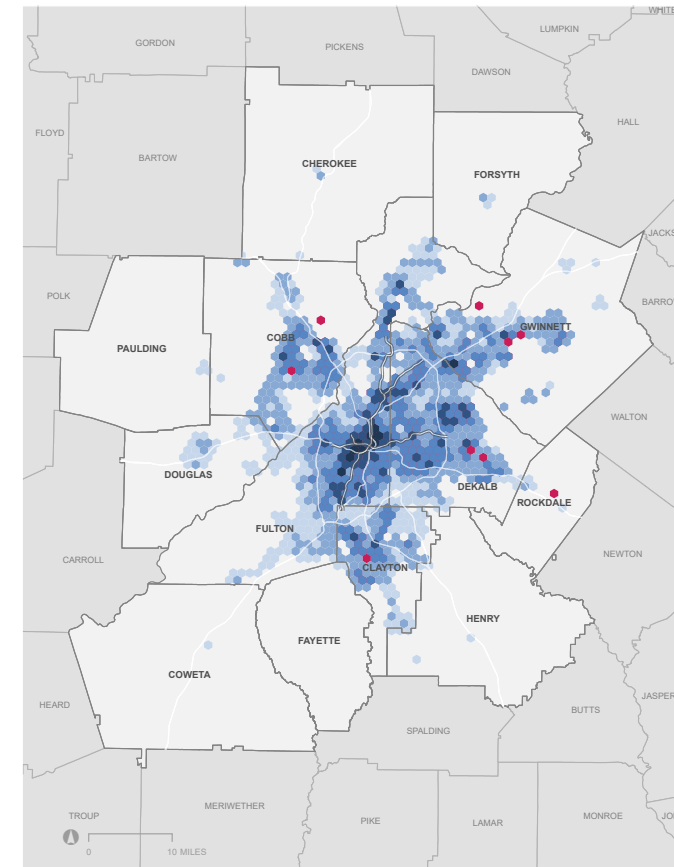 WHITE
LUMPKIN
GORDON
PICKENS
DAWSON
HALL
FLOYD
BARTOW
CHEROKEE
FORSYTH
JACKS
POLK
BARRO
GWINNETT
COBB
PAULDING
WALTON
DOUGLAS
DEKALB
ROCKDALE
FULTON
NEWTON
CARROLL
CLAYTON
HENRY
FAYETTE
COWETA
JASPER
HEARD
BUTTS
SPALDING
MERIWETHER
TROUP
PIKE
LAMAR
MONROE
JO
0 10 MILES